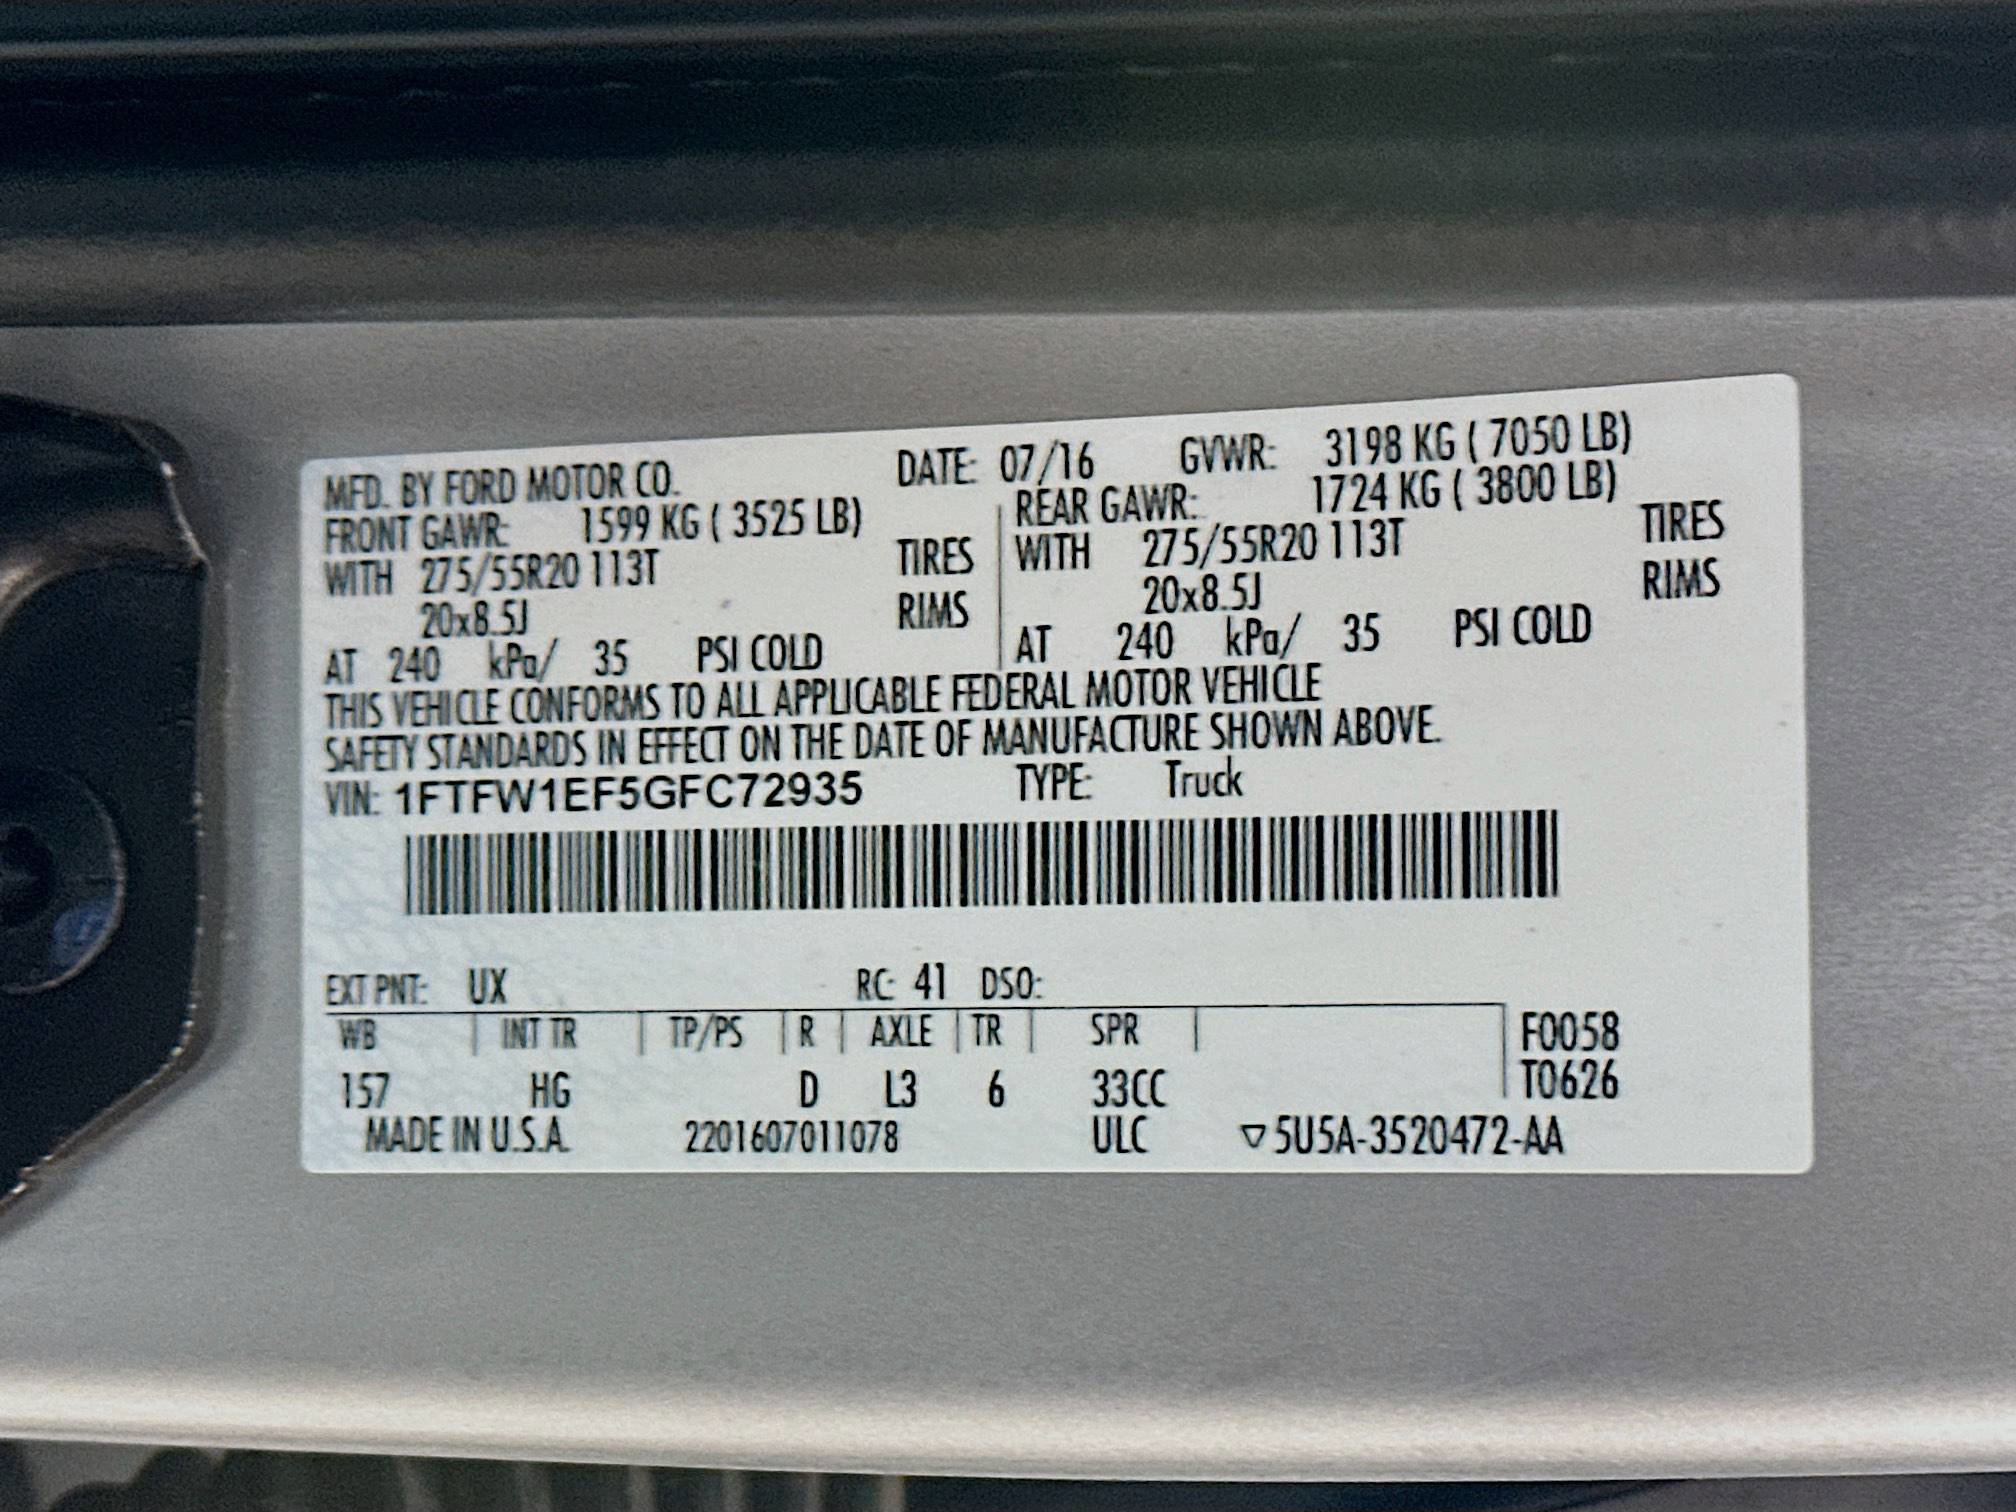 MFD. BY FORD MOTOR CO. DATE: 07/16 GVWR: 3198 KG ( 7050 LB)
FRONT GAWR: 1599 KG ( 3525 LB) REAR GAWR: 1724 KG ( 3800 LB)
WITH 275/55R20 113T TIRES WITH 275/55R20 113T TIRES
20x8.5J RIMS 20x8.5J RIMS
AT 240 kPa/ 35 PSI COLD AT 240 kPa/ 35 PSI COLD
THIS VEHICLE CONFORMS TO ALL APPLICABLE FEDERAL MOTOR VEHICLE
SAFETY STANDARDS IN EFFECT ON THE DATE OF MANUFACTURE SHOWN ABOVE.
VIN: 1FTFW1EF5GFC72935 TYPE: Truck
EXT PNT: UX RC: 41 DSO:
WB INT TR TP/PS R AXLE TR SPR F0058
157 HG D L3 6 33CC T0626
MADE IN U.S.A. 2201607011078 ULC ▽5U5A-3520472-AA